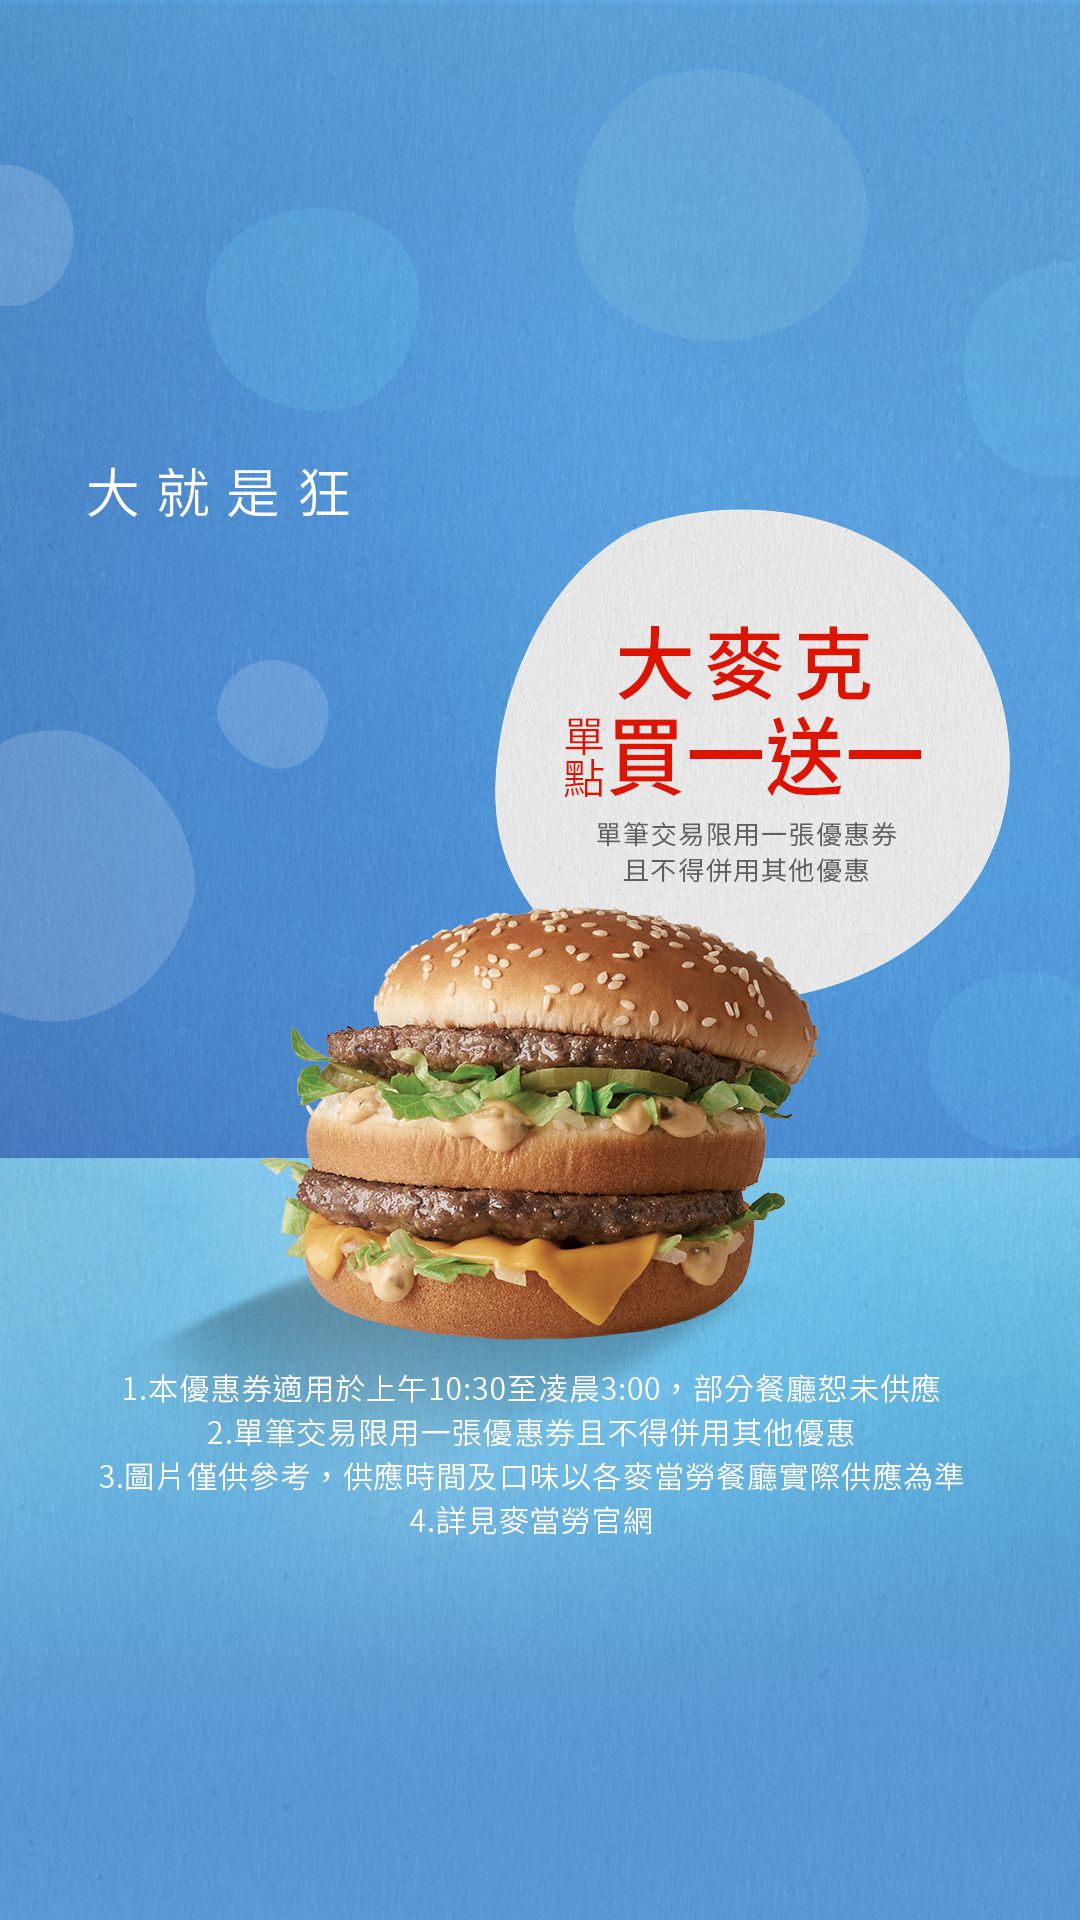 大就是狂
大麥克
單點買一送一
單筆交易限用一張優惠券
且不得併用其他優惠
1.本優惠券適用於上午10:30至凌晨3:00，部分餐廳恕未供應
2.單筆交易限用一張優惠券且不得併用其他優惠
3.圖片僅供參考，供應時間及口味以各麥當勞餐廳實際供應為準
4.詳見麥當勞官網